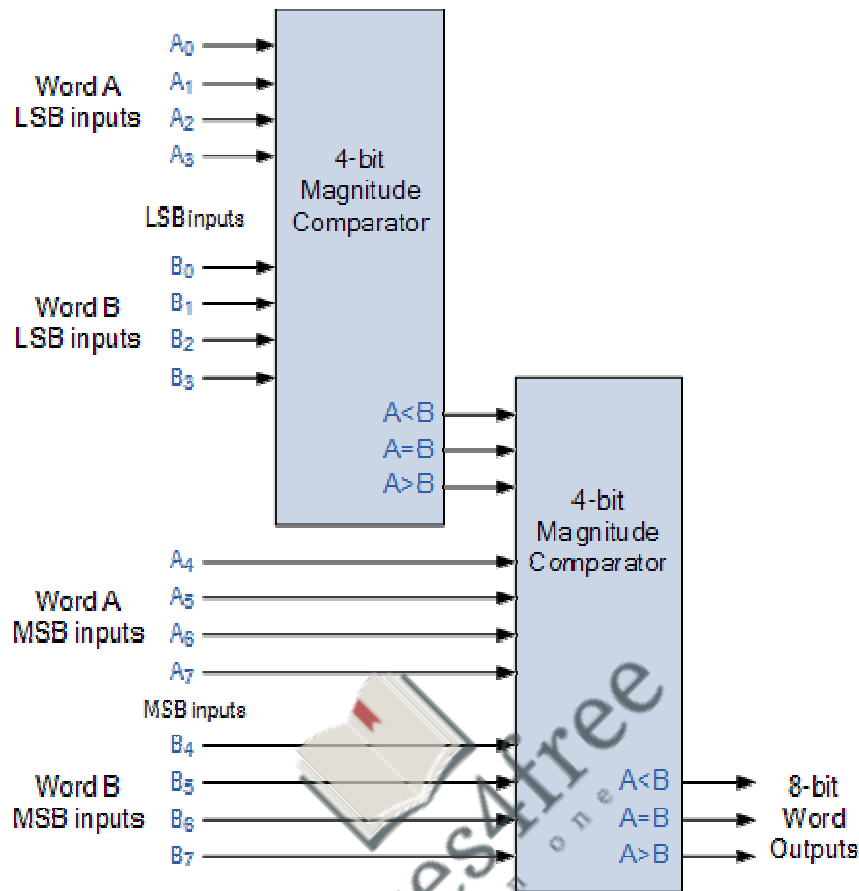 A0
A1
A2
A3
Word A
LSB inputs
4-bit
Magnitude
Comparator
LSB inputs
B0
B1
B2
B3
Word B
LSB inputs
A<B
A=B
A>B
4-bit
Magnitude
Comparator
A4
A5
A6
A7
Word A
MSB inputs
MSB inputs
B4
B5
B6
B7
Word B
MSB inputs
A<B
A=B
A>B
8-bit
Word
Outputs